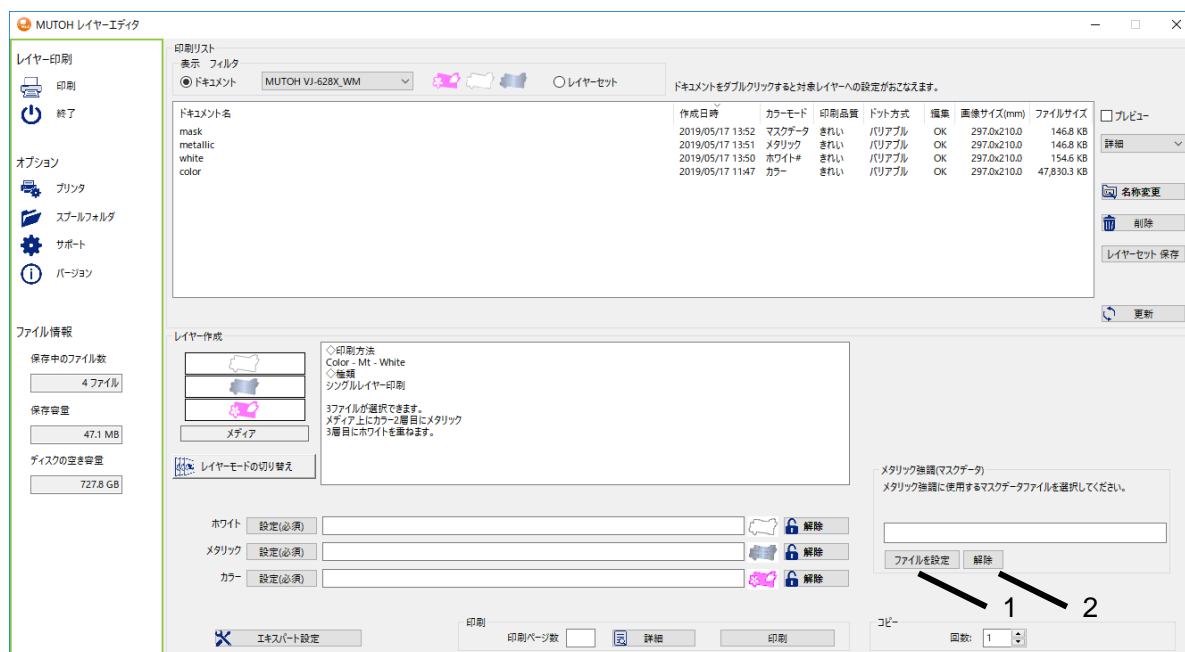 MUTOH レイヤーエディタ
レイヤー印刷
印刷
終了
オプション
プリンタ
スプールフォルダ
サポート
バージョン
ファイル情報
保存中のファイル数
4 ファイル
保存容量
47.1 MB
ディスクの空き容量
727.8 GB
印刷リスト
表示 フィルタ
ドキュメント MUTOH VJ-628X_WM レイヤーセット
ドキュメントをダブルクリックすると対象レイヤーへの設定がおこなえます。
ドキュメント名 作成日時 カラーモード 印刷品質 ドット方式 編集 画像サイズ(mm) ファイルサイズ
mask 2019/05/17 13:52 マスクデータ きれい バリアブル OK 297.0x210.0 146.8 KB
metallic 2019/05/17 13:51 メタリック きれい バリアブル OK 297.0x210.0 146.8 KB
white 2019/05/17 13:50 ホワイト# きれい バリアブル OK 297.0x210.0 154.6 KB
color 2019/05/17 11:47 カラー きれい バリアブル OK 297.0x210.0 47,830.3 KB
プレビュー
詳細
名称変更
削除
レイヤーセット 保存
更新
レイヤー作成
メディア
レイヤーモードの切り替え
◇印刷方法
Color - Mt - White
◇種類
シングルレイヤー印刷
3ファイルが選択できます。
メディア上にカラー2層目にメタリック
3層目にホワイトを重ねます。
メタリック強調(マスクデータ)
メタリック強調に使用するマスクデータファイルを選択してください。
ファイルを設定 解除
1 2
ホワイト 設定(必須) 解除
メタリック 設定(必須) 解除
カラー 設定(必須) 解除
エキスパート設定
印刷
印刷ページ数 詳細 印刷
コピー
回数: 1